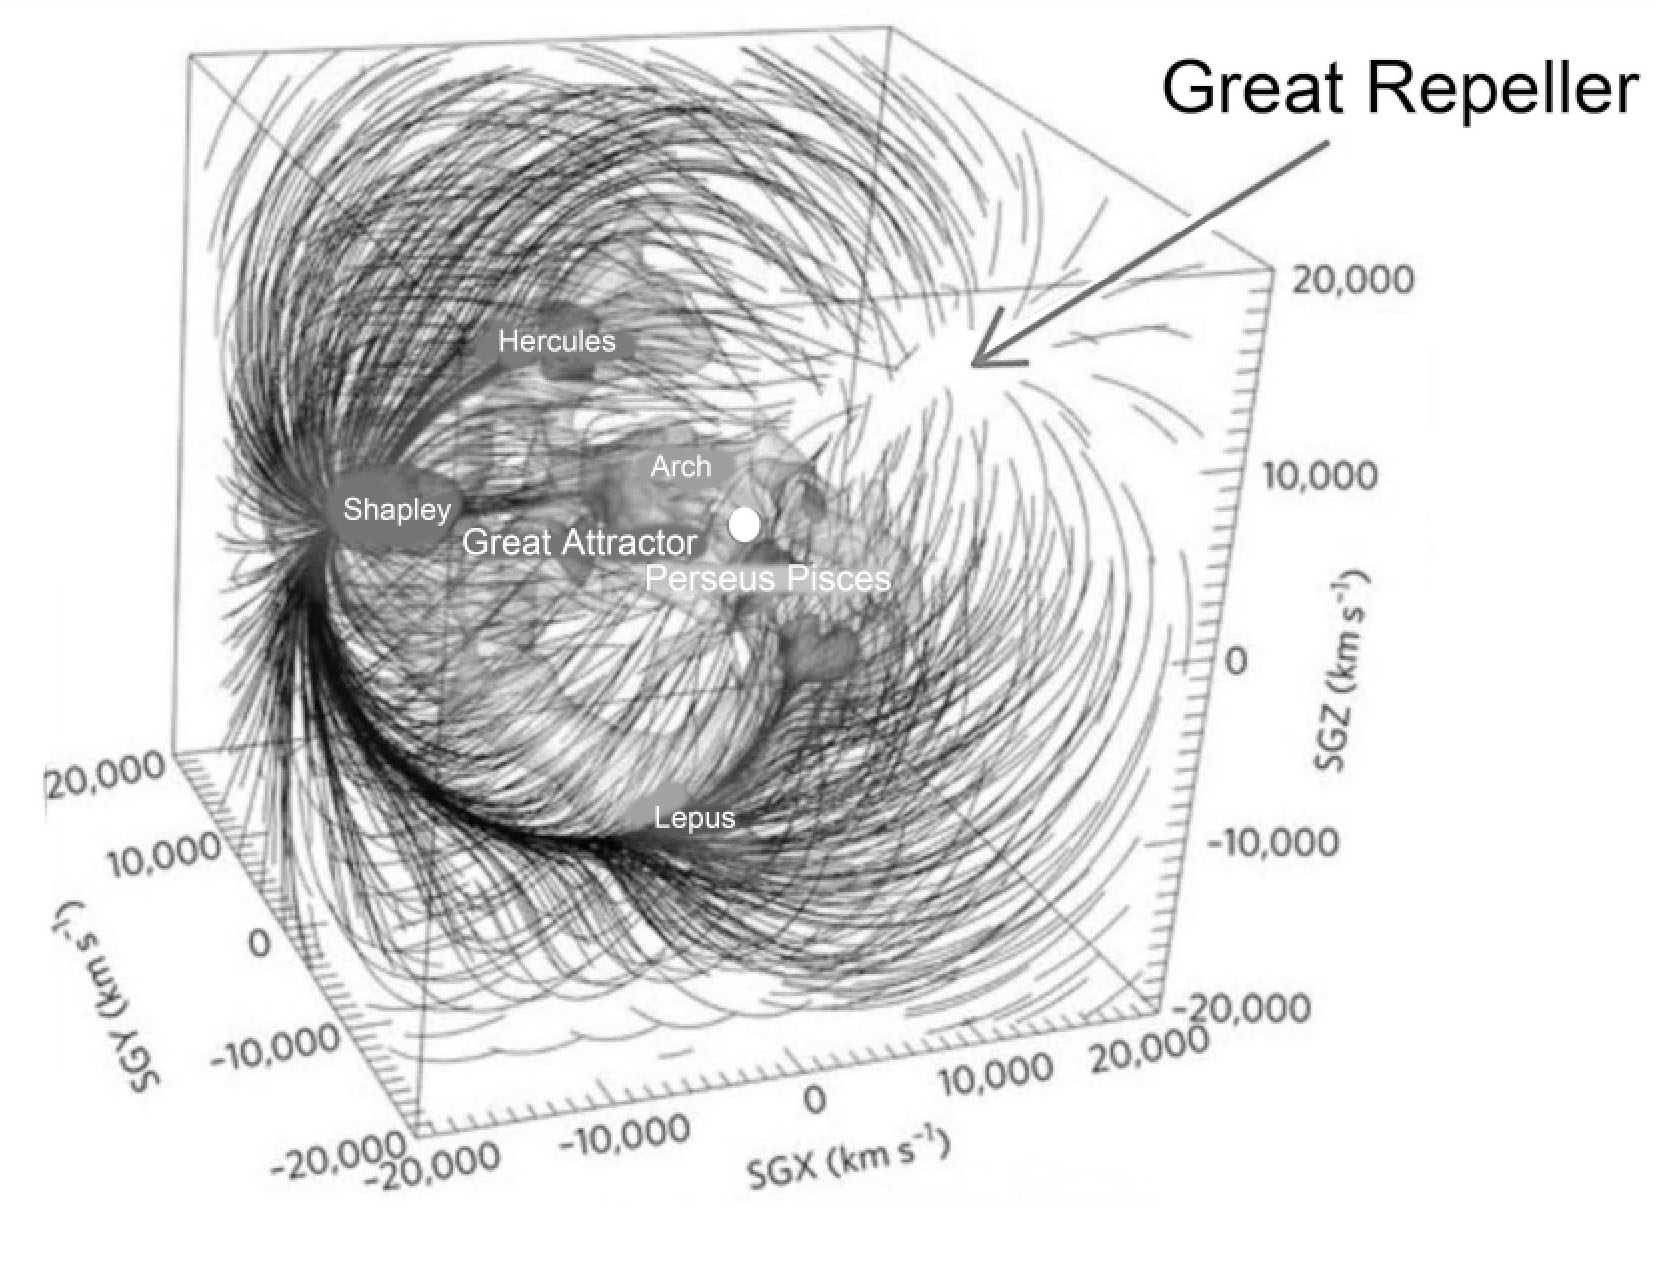 Great Repeller
20,000
Hercules
Arch
10,000
Shapley
Great Attractor
Perseus Pisces
0
SGZ (km s⁻¹)
20,000
Lepus
10,000
-10,000
0
SGY (km s⁻¹)
-20,000
-10,000
20,000
10,000
0
-10,000
-20,000
-20,000
SGX (km s⁻¹)